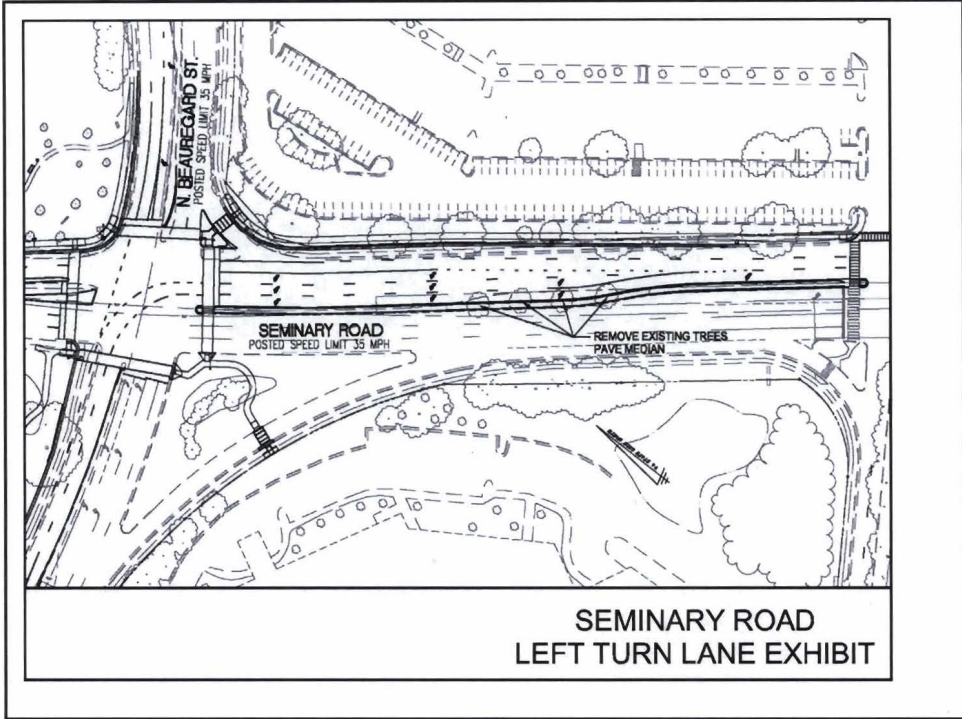 N. BEAUREGARD ST.
POSTED SPEED LIMIT 35 MPH
SEMINARY ROAD
POSTED SPEED LIMIT 35 MPH
REMOVE EXISTING TREES
PAVE MEDIAN
SEMINARY ROAD
LEFT TURN LANE EXHIBIT